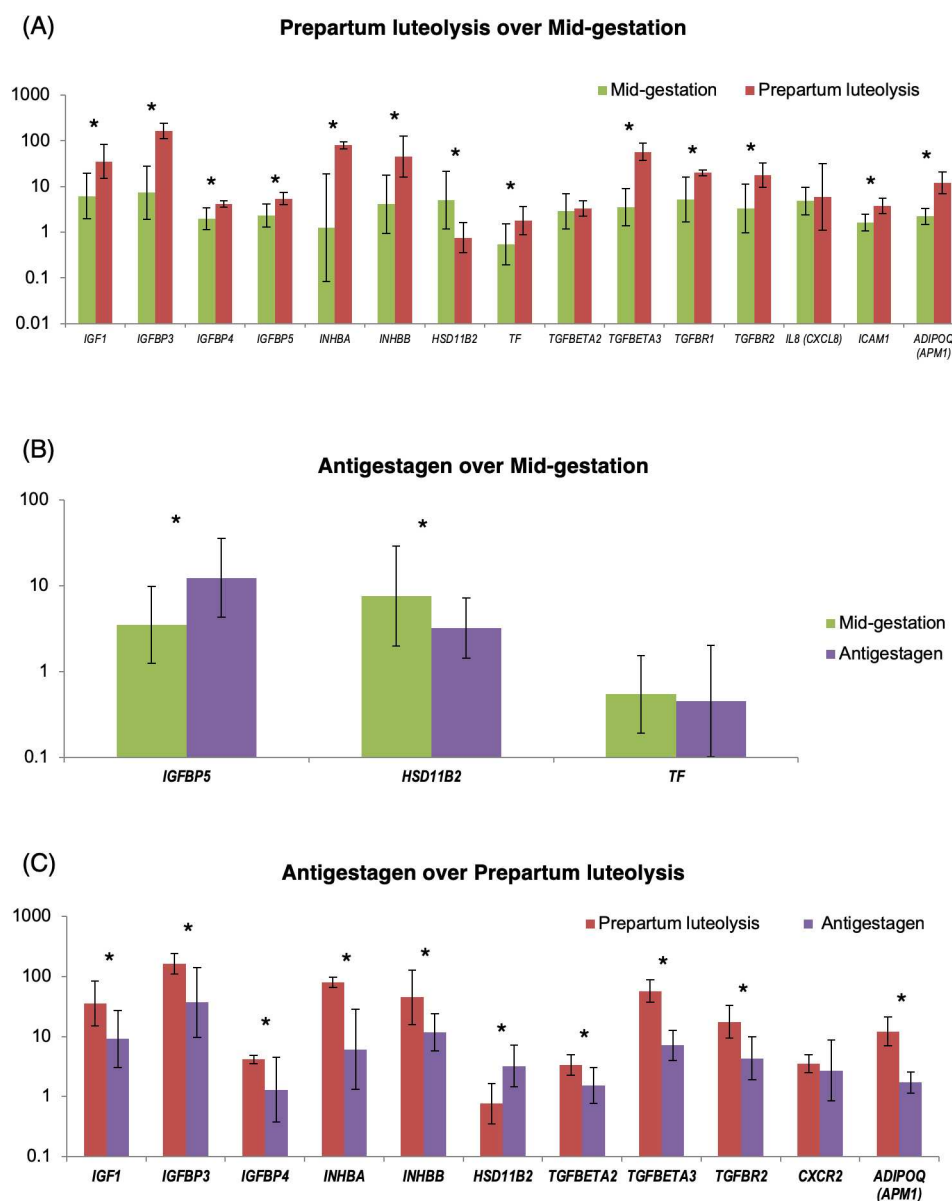 (A)
Prepartum luteolysis over Mid-gestation
Mid-gestation Prepartum luteolysis
1000
100
10
1
0.1
0.01
* * * * * * * * * * * * *
IGF1 IGFBP3 IGFBP4 IGFBP5 INHBA INHBB HSD11B2 TF TGFBETA2 TGFBETA3 TGFBR1 TGFBR2 IL8 (CXCL8) ICAM1 ADIPOQ
(APM1)
(B)
Antigestagen over Mid-gestation
100
10
1
0.1
* *
Mid-gestation
Antigestagen
IGFBP5 HSD11B2 TF
(C)
Antigestagen over Prepartum luteolysis
Prepartum luteolysis Antigestagen
1000
100
10
1
0.1
* * * * * * * * * *
IGF1 IGFBP3 IGFBP4 INHBA INHBB HSD11B2 TGFBETA2 TGFBETA3 TGFBR2 CXCR2 ADIPOQ
(APM1)